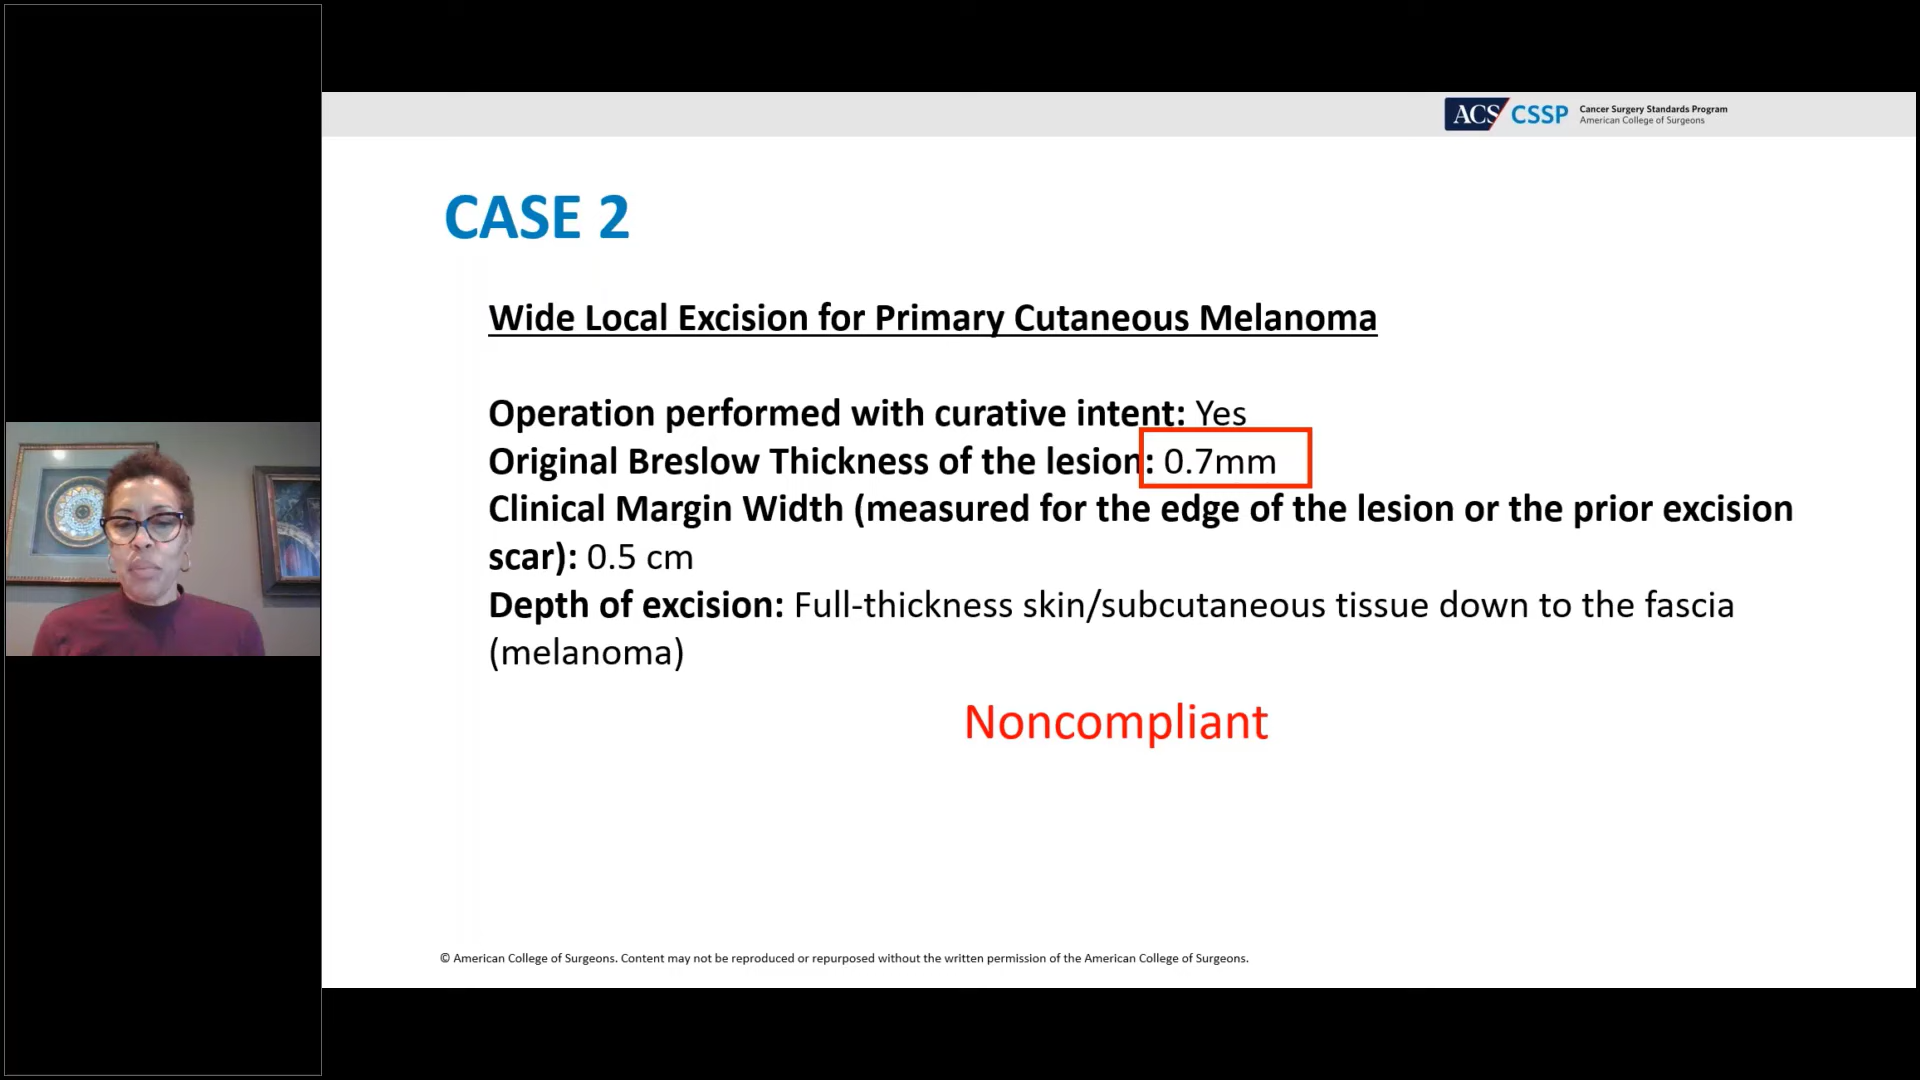 ACS CSSP Cancer Surgery Standards Program
American College of Surgeons
CASE 2
Wide Local Excision for Primary Cutaneous Melanoma
Operation performed with curative intent: Yes
Original Breslow Thickness of the lesion: 0.7mm
Clinical Margin Width (measured for the edge of the lesion or the prior excision
scar): 0.5 cm
Depth of excision: Full-thickness skin/subcutaneous tissue down to the fascia
(melanoma)
Noncompliant
© American College of Surgeons. Content may not be reproduced or repurposed without the written permission of the American College of Surgeons.